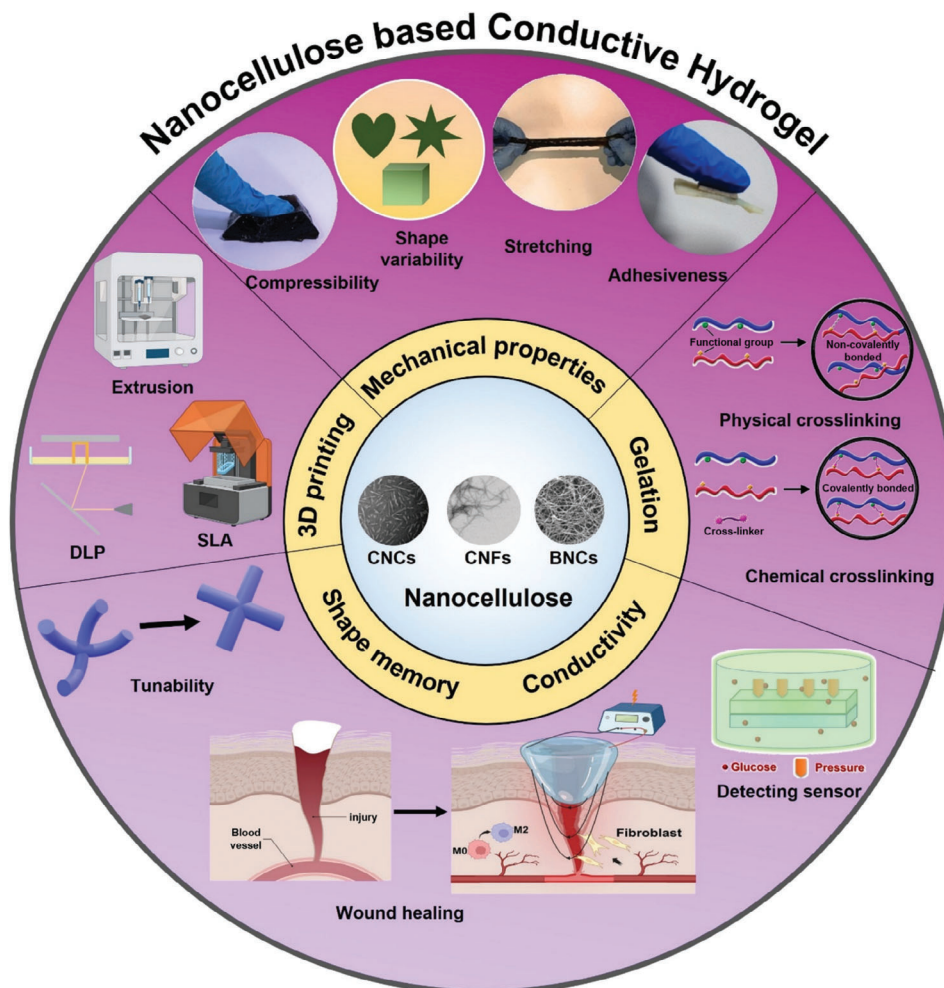 Nanocellulose based Conductive Hydrogel
Compressibility
Shape
variability
Stretching
Adhesiveness
Extrusion
DLP
SLA
Functional group
Non-covalently
bonded
Physical crosslinking
Covalently bonded
Cross-linker
Chemical crosslinking
Mechanical properties
3D printing
Gelation
Shape memory
Conductivity
CNCs
CNFs
BNCs
Nanocellulose
Tunability
Glucose
Pressure
Detecting sensor
injury
Blood
vessel
M0
M2
Fibroblast
Wound healing